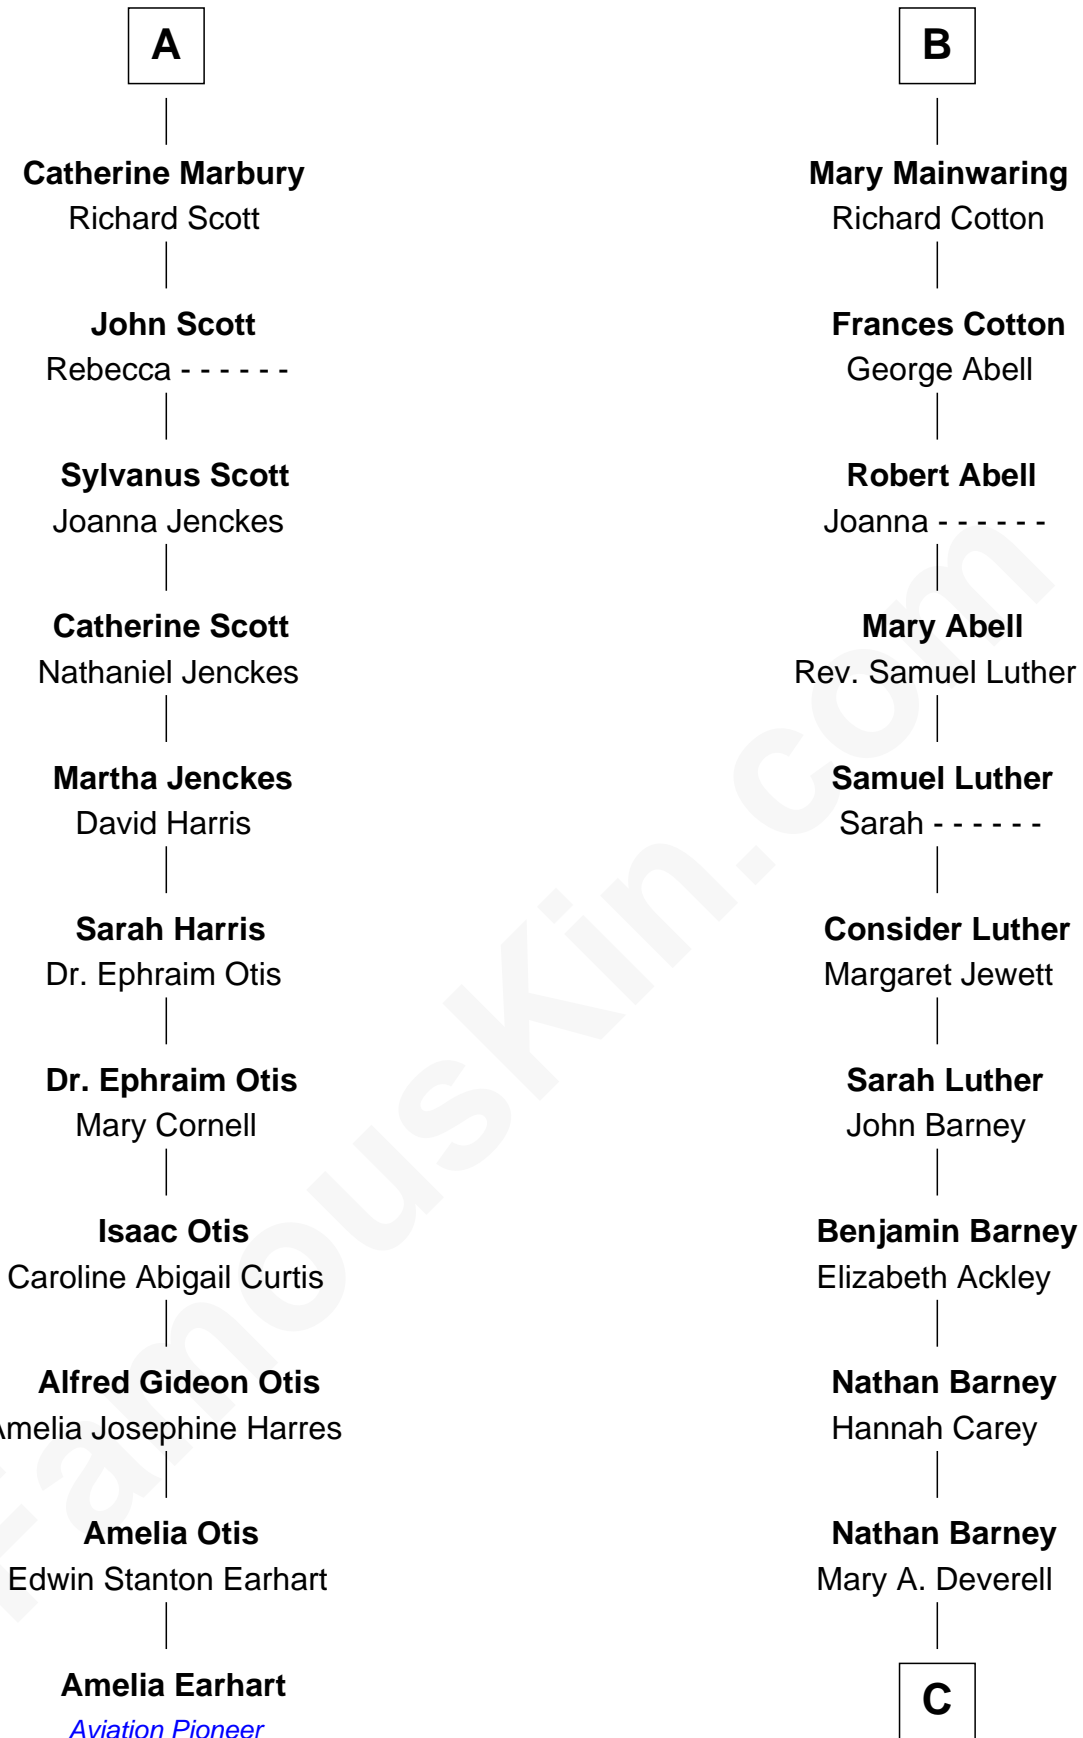 A
Catherine Marbury
Richard Scott
John Scott
Rebecca - - - - - -
Sylvanus Scott
Joanna Jenckes
Catherine Scott
Nathaniel Jenckes
Martha Jenckes
David Harris
Sarah Harris
Dr. Ephraim Otis
Dr. Ephraim Otis
Mary Cornell
Isaac Otis
Caroline Abigail Curtis
Alfred Gideon Otis
Amelia Josephine Harres
Amelia Otis
Edwin Stanton Earhart
Amelia Earhart
Aviation Pioneer
B
Mary Mainwaring
Richard Cotton
Frances Cotton
George Abell
Robert Abell
Joanna - - - - - -
Mary Abell
Rev. Samuel Luther
Samuel Luther
Sarah - - - - - -
Consider Luther
Margaret Jewett
Sarah Luther
John Barney
Benjamin Barney
Elizabeth Ackley
Nathan Barney
Hannah Carey
Nathan Barney
Mary A. Deverell
C
FamousKin.com